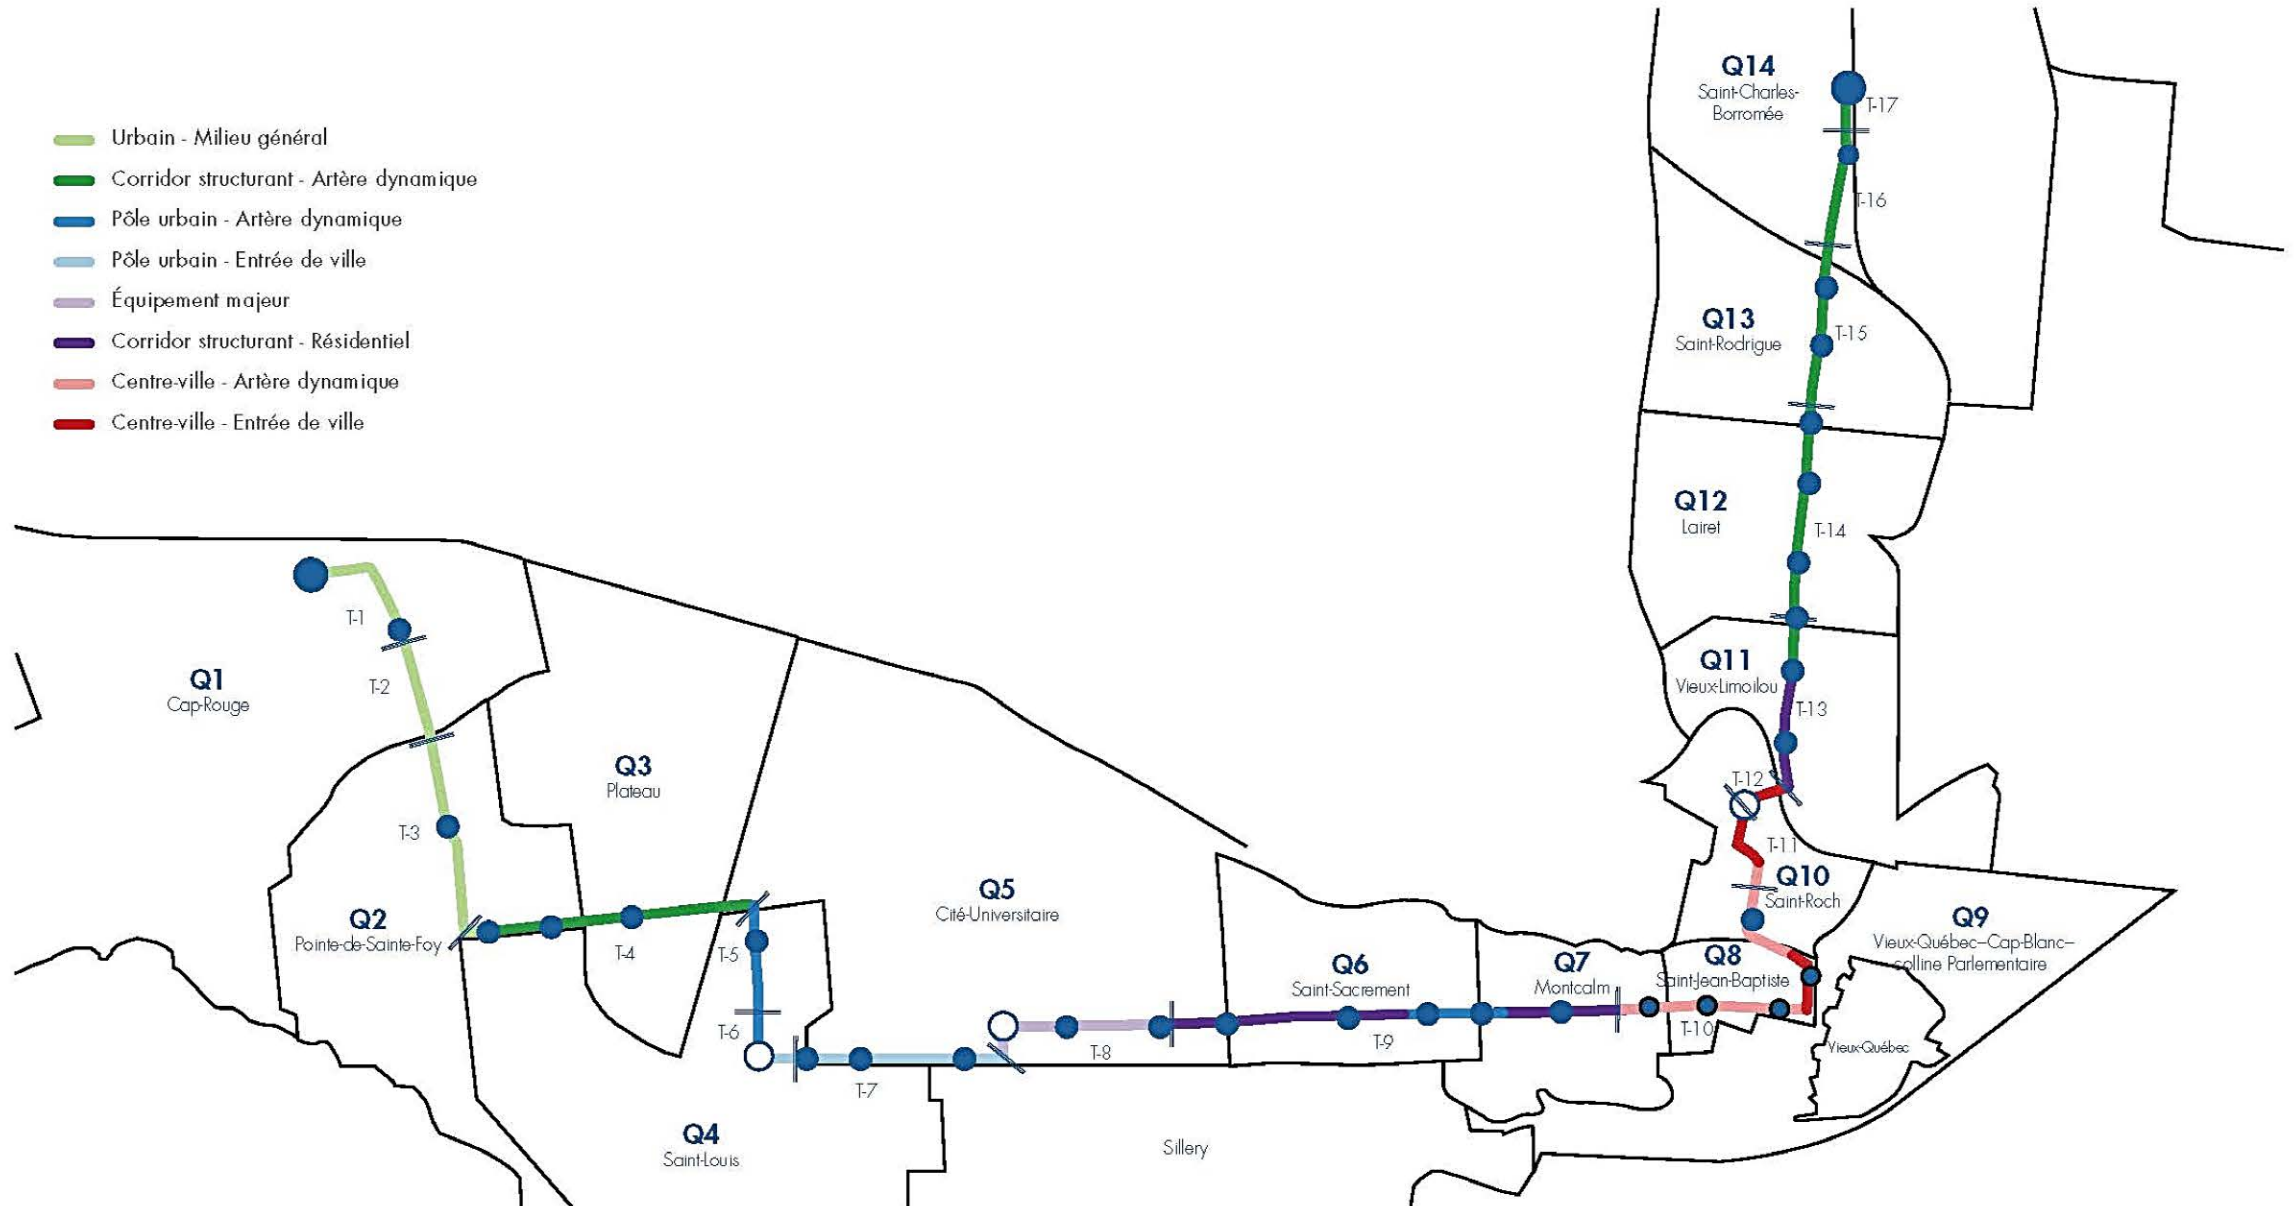 Urbain - Milieu général
Corridor structurant - Artère dynamique
Pôle urbain - Artère dynamique
Pôle urbain - Entrée de ville
Équipement majeur
Corridor structurant - Résidentiel
Centre-ville - Artère dynamique
Centre-ville - Entrée de ville
Q14
Saint-Charles-
Borromée
T-17
T-16
Q13
Saint-Rodrigue
T-15
Q12
Lairet
T-14
Q11
Vieux-Limoilou
T-13
T-12
T-11
Q10
Saint-Roch
Q9
Vieux-Québec–Cap-Blanc–
colline Parlementaire
Q8
Saint-Jean-Baptiste
T-10
Vieux-Québec
Q7
Montcalm
Q6
Saint-Sacrement
T-9
T-8
Q5
Cité-Universitaire
T-7
T-6
T-5
Q3
Plateau
T-4
Q4
Saint-Louis
Sillery
Q1
Cap-Rouge
T-1
T-2
T-3
Q2
Pointe-de-Sainte-Foy